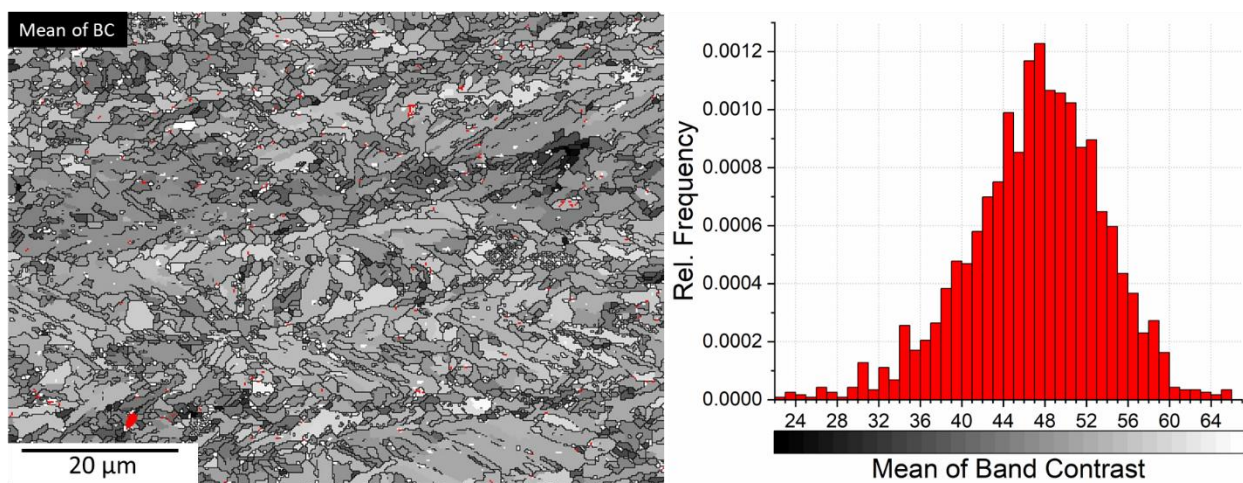 Mean of BC
20 µm
Rel. Frequency
0.0012
0.0010
0.0008
0.0006
0.0004
0.0002
0.0000
24 28 32 36 40 44 48 52 56 60 64
Mean of Band Contrast